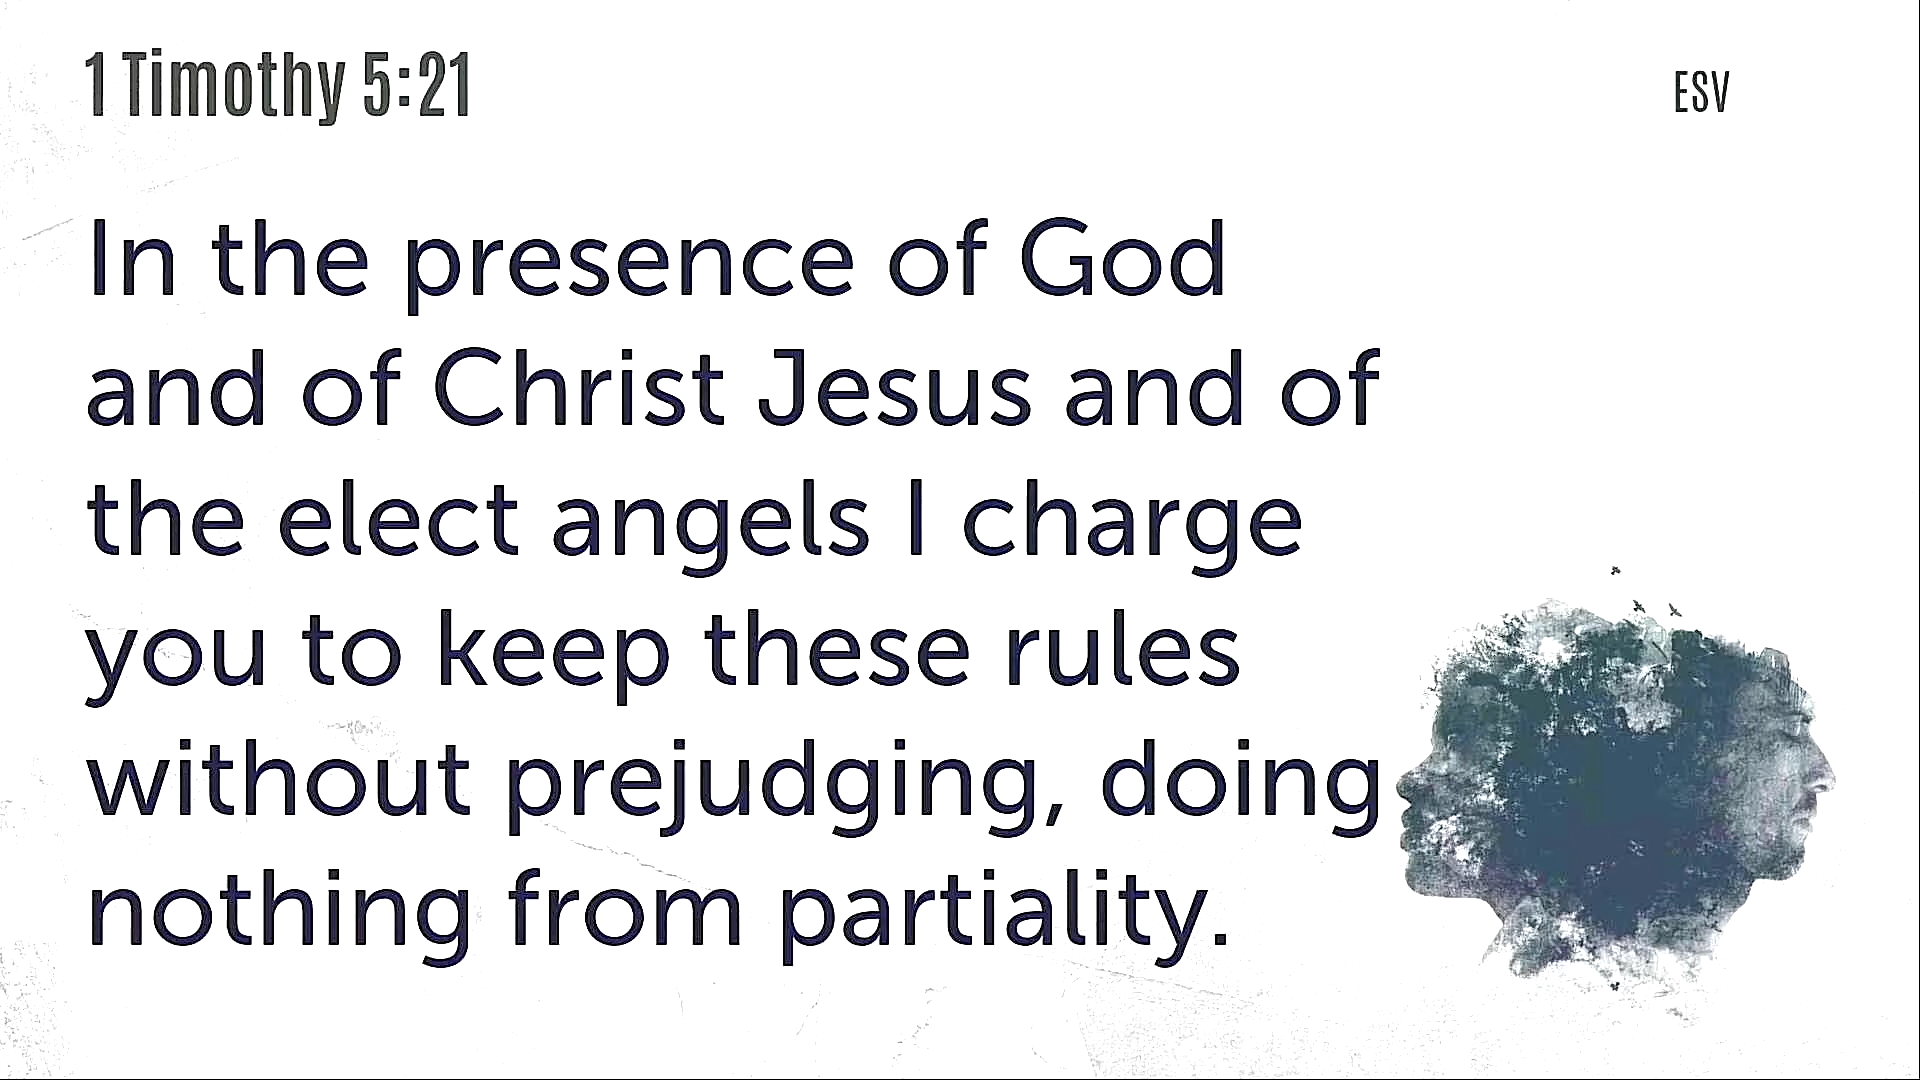 1 Timothy 5:21
ESV
In the presence of God
and of Christ Jesus and of
the elect angels I charge
you to keep these rules
without prejudging, doing
nothing from partiality.